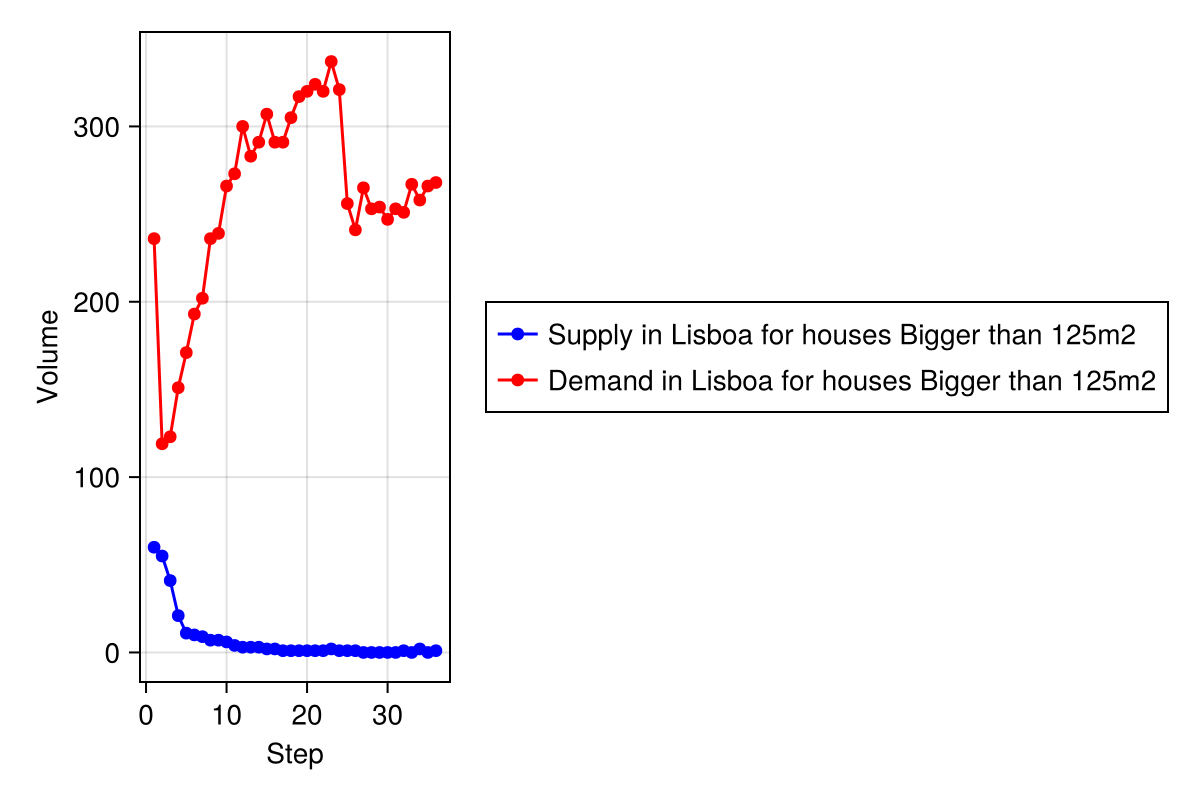 300
200
100
0
Volume
0 10 20 30
Step
Supply in Lisboa for houses Bigger than 125m2
Demand in Lisboa for houses Bigger than 125m2